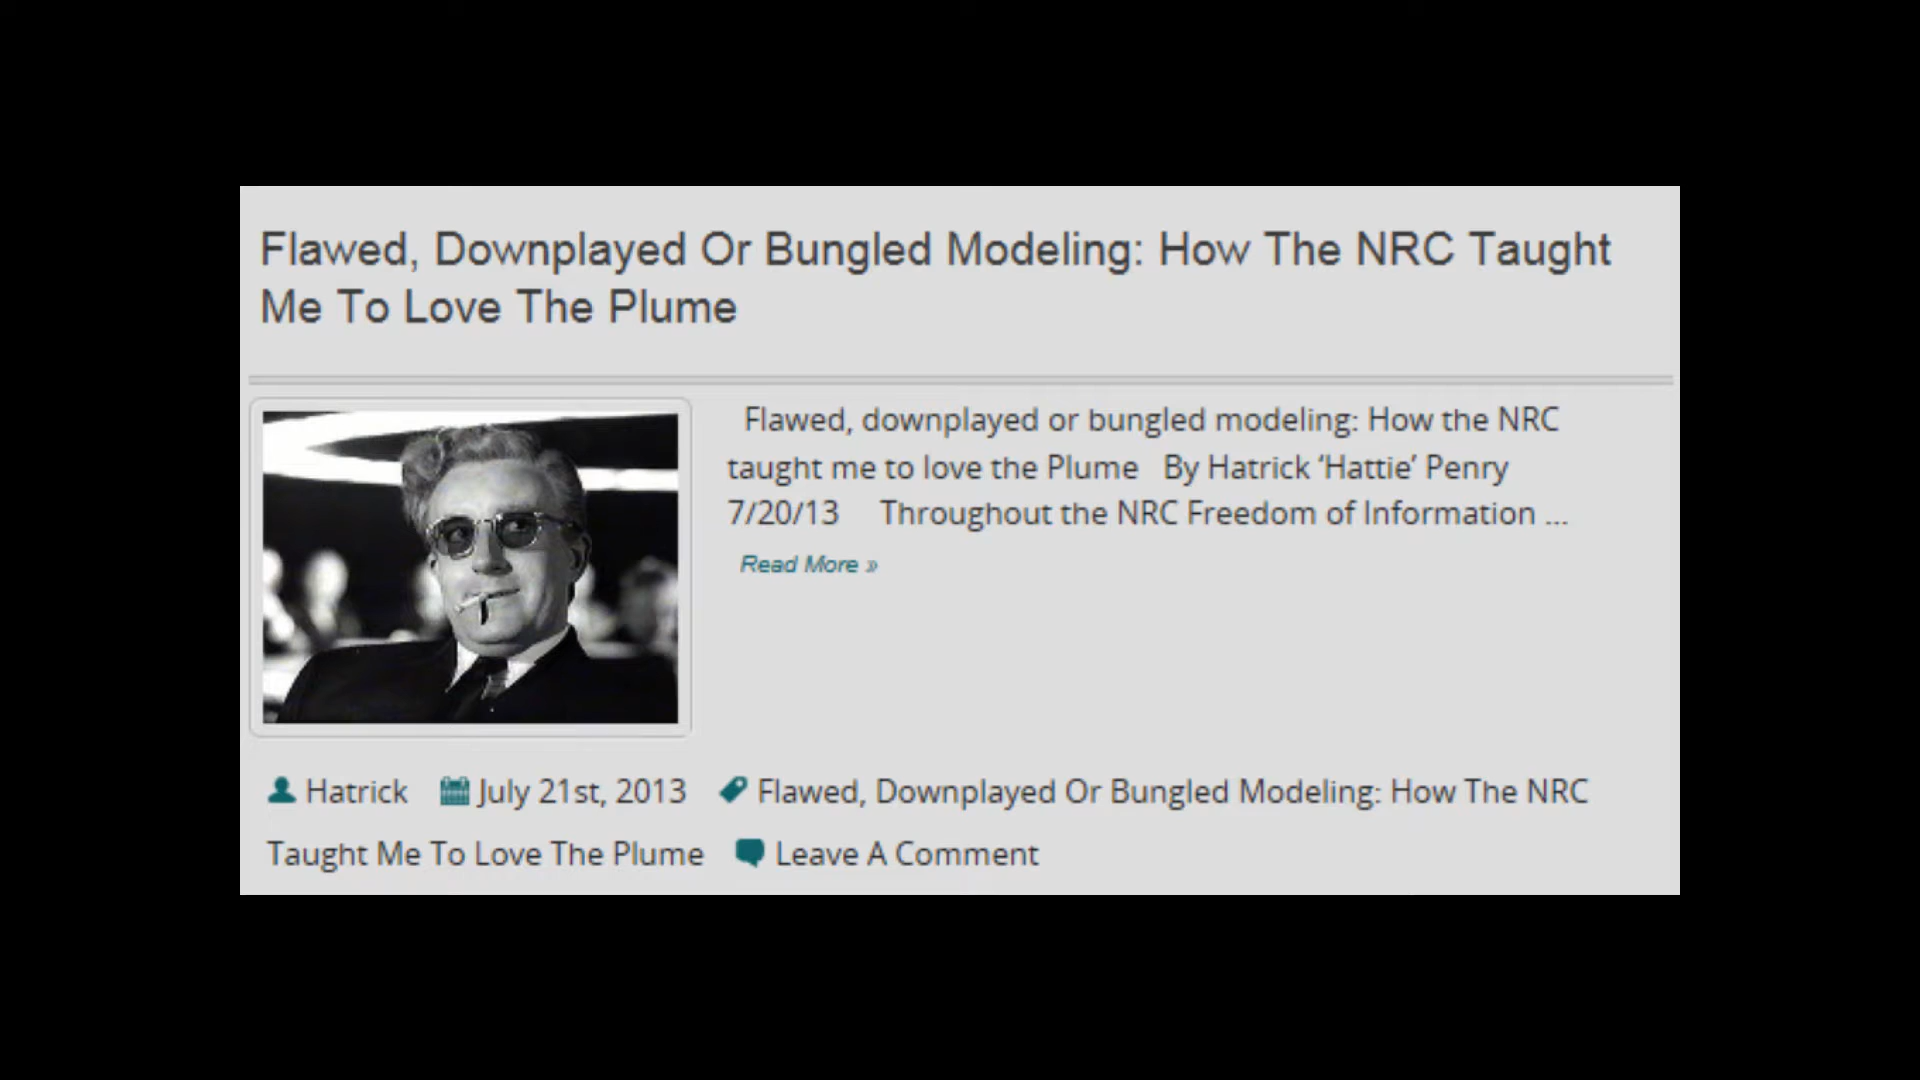 Flawed, Downplayed Or Bungled Modeling: How The NRC Taught
Me To Love The Plume
Flawed, downplayed or bungled modeling: How the NRC
taught me to love the Plume By Hatrick ‘Hattie’ Penry
7/20/13 Throughout the NRC Freedom of Information ...
Read More »
Hatrick July 21st, 2013 Flawed, Downplayed Or Bungled Modeling: How The NRC
Taught Me To Love The Plume Leave A Comment